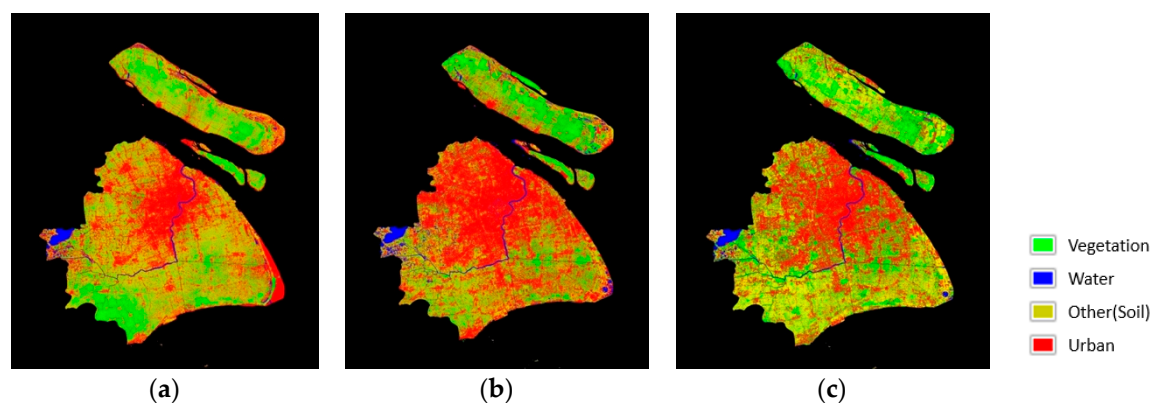 Vegetation
Water
Other(Soil)
Urban
(a)
(b)
(c)